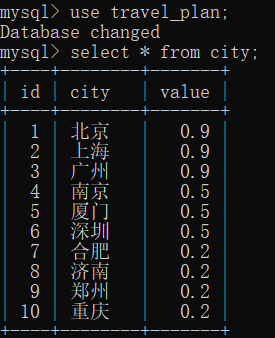 mysql> use travel_plan;
Database changed
mysql> select * from city;
+----+--------+-------+
| id | city   | value |
+----+--------+-------+
|  1 | 北京   |   0.9 |
|  2 | 上海   |   0.9 |
|  3 | 广州   |   0.9 |
|  4 | 南京   |   0.5 |
|  5 | 厦门   |   0.5 |
|  6 | 深圳   |   0.5 |
|  7 | 合肥   |   0.2 |
|  8 | 济南   |   0.2 |
|  9 | 郑州   |   0.2 |
| 10 | 重庆   |   0.2 |
+----+--------+-------+